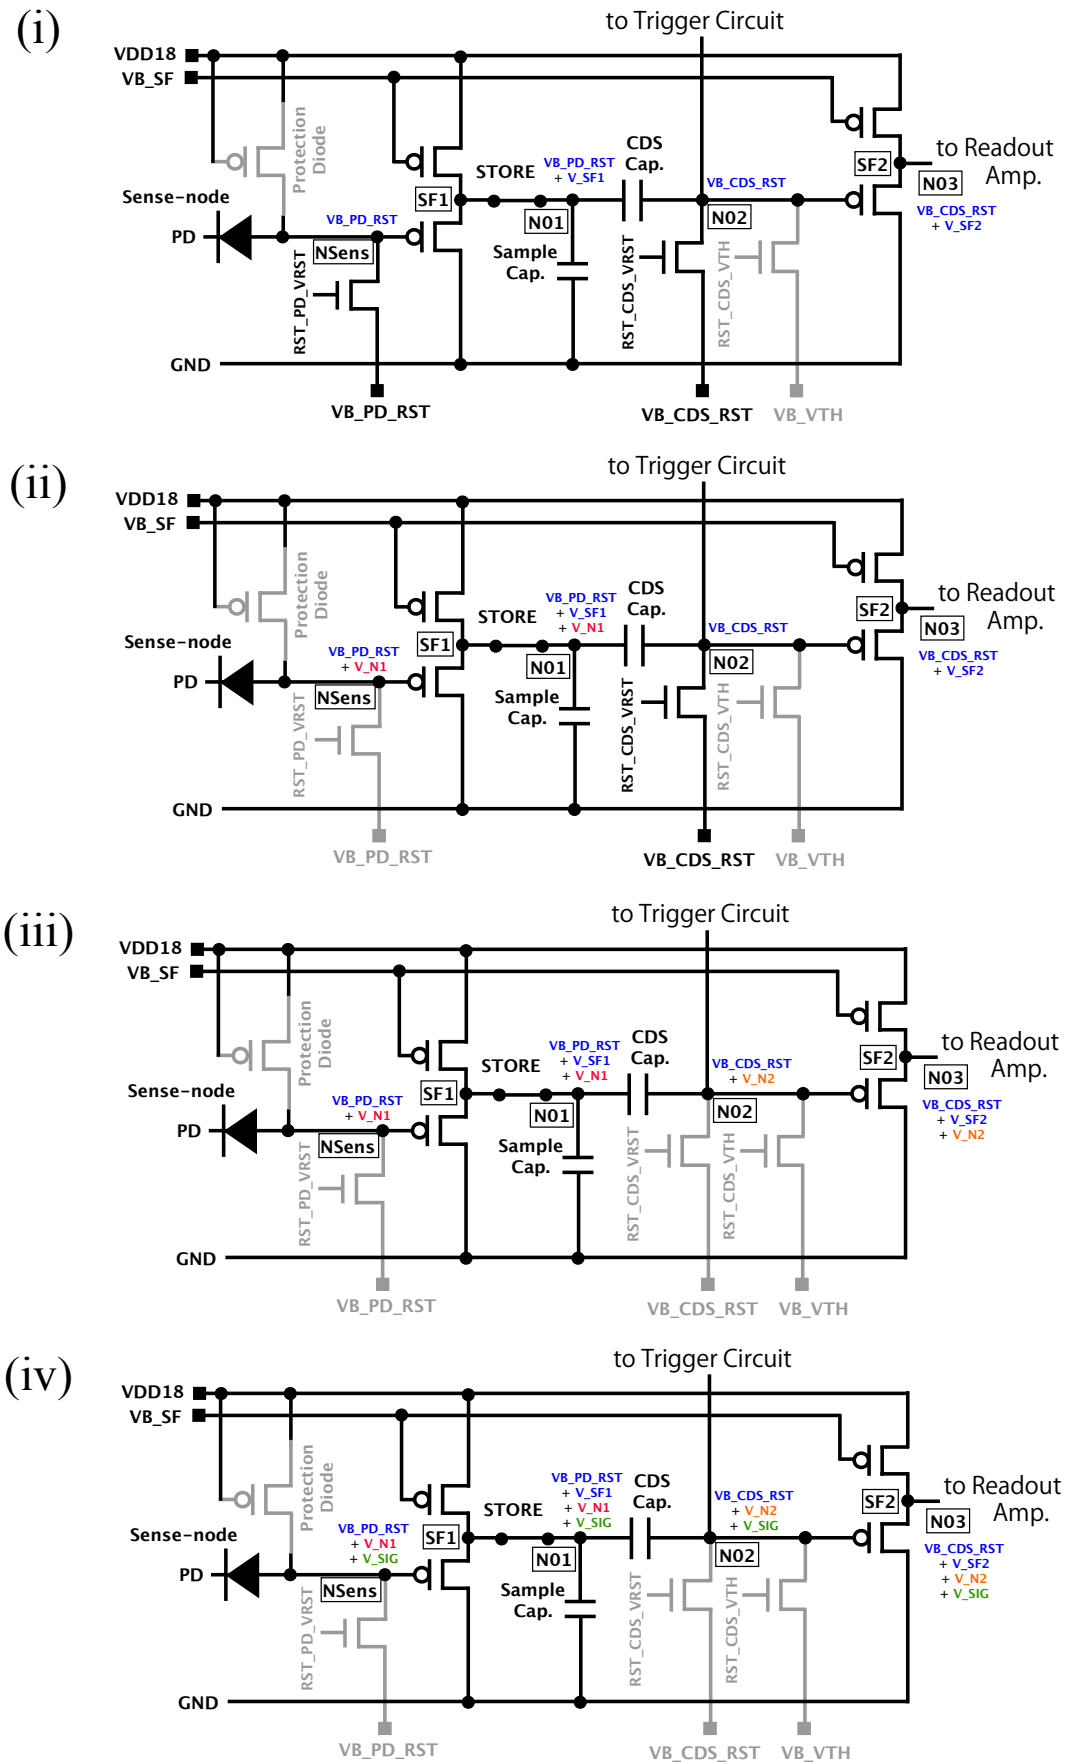 (i)
to Trigger Circuit
VDD18
VB_SF
Protection
Diode
Sense-node
PD
VB_PD_RST
NSens
RST_PD_VRST
SF1
STORE
VB_PD_RST
+ V_SF1
N01
CDS
Cap.
Sample
Cap.
VB_CDS_RST
N02
RST_CDS_VRST
RST_CDS_VTH
SF2
to Readout
Amp.
N03
VB_CDS_RST
+ V_SF2
GND
VB_PD_RST
VB_CDS_RST
VB_VTH
(ii)
to Trigger Circuit
VDD18
VB_SF
Protection
Diode
Sense-node
PD
VB_PD_RST
+ V_N1
NSens
RST_PD_VRST
SF1
STORE
VB_PD_RST
+ V_SF1
+ V_N1
N01
CDS
Cap.
Sample
Cap.
VB_CDS_RST
N02
RST_CDS_VRST
RST_CDS_VTH
SF2
to Readout
Amp.
N03
VB_CDS_RST
+ V_SF2
GND
VB_PD_RST
VB_CDS_RST
VB_VTH
(iii)
to Trigger Circuit
VDD18
VB_SF
Protection
Diode
Sense-node
PD
VB_PD_RST
+ V_N1
NSens
RST_PD_VRST
SF1
STORE
VB_PD_RST
+ V_SF1
+ V_N1
N01
CDS
Cap.
Sample
Cap.
VB_CDS_RST
+ V_N2
N02
RST_CDS_VRST
RST_CDS_VTH
SF2
to Readout
Amp.
N03
VB_CDS_RST
+ V_SF2
+ V_N2
GND
VB_PD_RST
VB_CDS_RST
VB_VTH
(iv)
to Trigger Circuit
VDD18
VB_SF
Protection
Diode
Sense-node
PD
VB_PD_RST
+ V_N1
+ V_SIG
NSens
RST_PD_VRST
SF1
STORE
VB_PD_RST
+ V_SF1
+ V_N1
+ V_SIG
N01
CDS
Cap.
Sample
Cap.
VB_CDS_RST
+ V_N2
+ V_SIG
N02
RST_CDS_VRST
RST_CDS_VTH
SF2
to Readout
Amp.
N03
VB_CDS_RST
+ V_SF2
+ V_N2
+ V_SIG
GND
VB_PD_RST
VB_CDS_RST
VB_VTH